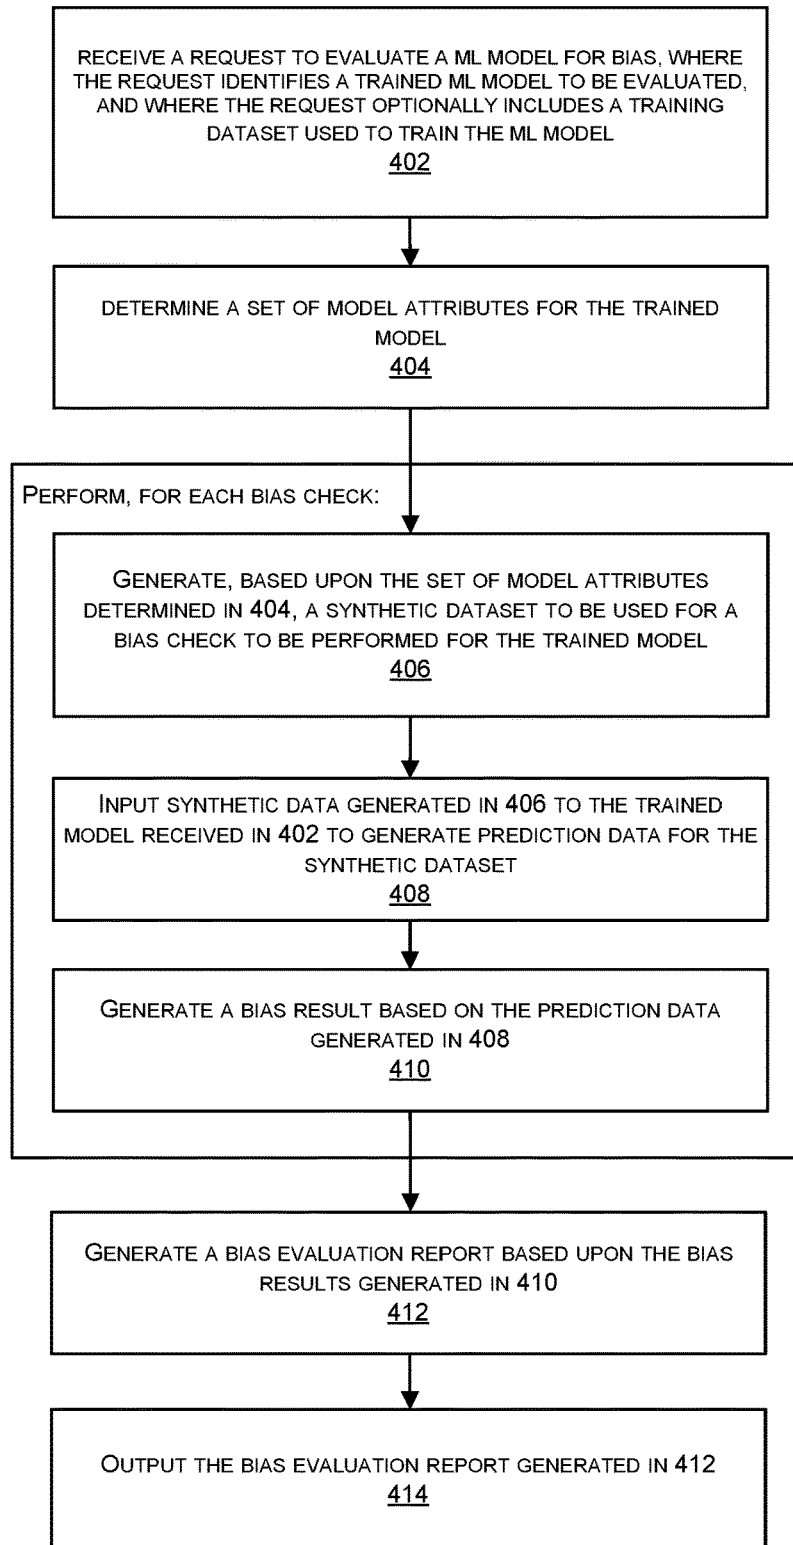 RECEIVE A REQUEST TO EVALUATE A ML MODEL FOR BIAS, WHERE
THE REQUEST IDENTIFIES A TRAINED ML MODEL TO BE EVALUATED,
AND WHERE THE REQUEST OPTIONALLY INCLUDES A TRAINING
DATASET USED TO TRAIN THE ML MODEL
402
DETERMINE A SET OF MODEL ATTRIBUTES FOR THE TRAINED
MODEL
404
PERFORM, FOR EACH BIAS CHECK:
GENERATE, BASED UPON THE SET OF MODEL ATTRIBUTES
DETERMINED IN 404, A SYNTHETIC DATASET TO BE USED FOR A
BIAS CHECK TO BE PERFORMED FOR THE TRAINED MODEL
406
INPUT SYNTHETIC DATA GENERATED IN 406 TO THE TRAINED
MODEL RECEIVED IN 402 TO GENERATE PREDICTION DATA FOR THE
SYNTHETIC DATASET
408
GENERATE A BIAS RESULT BASED ON THE PREDICTION DATA
GENERATED IN 408
410
GENERATE A BIAS EVALUATION REPORT BASED UPON THE BIAS
RESULTS GENERATED IN 410
412
OUTPUT THE BIAS EVALUATION REPORT GENERATED IN 412
414